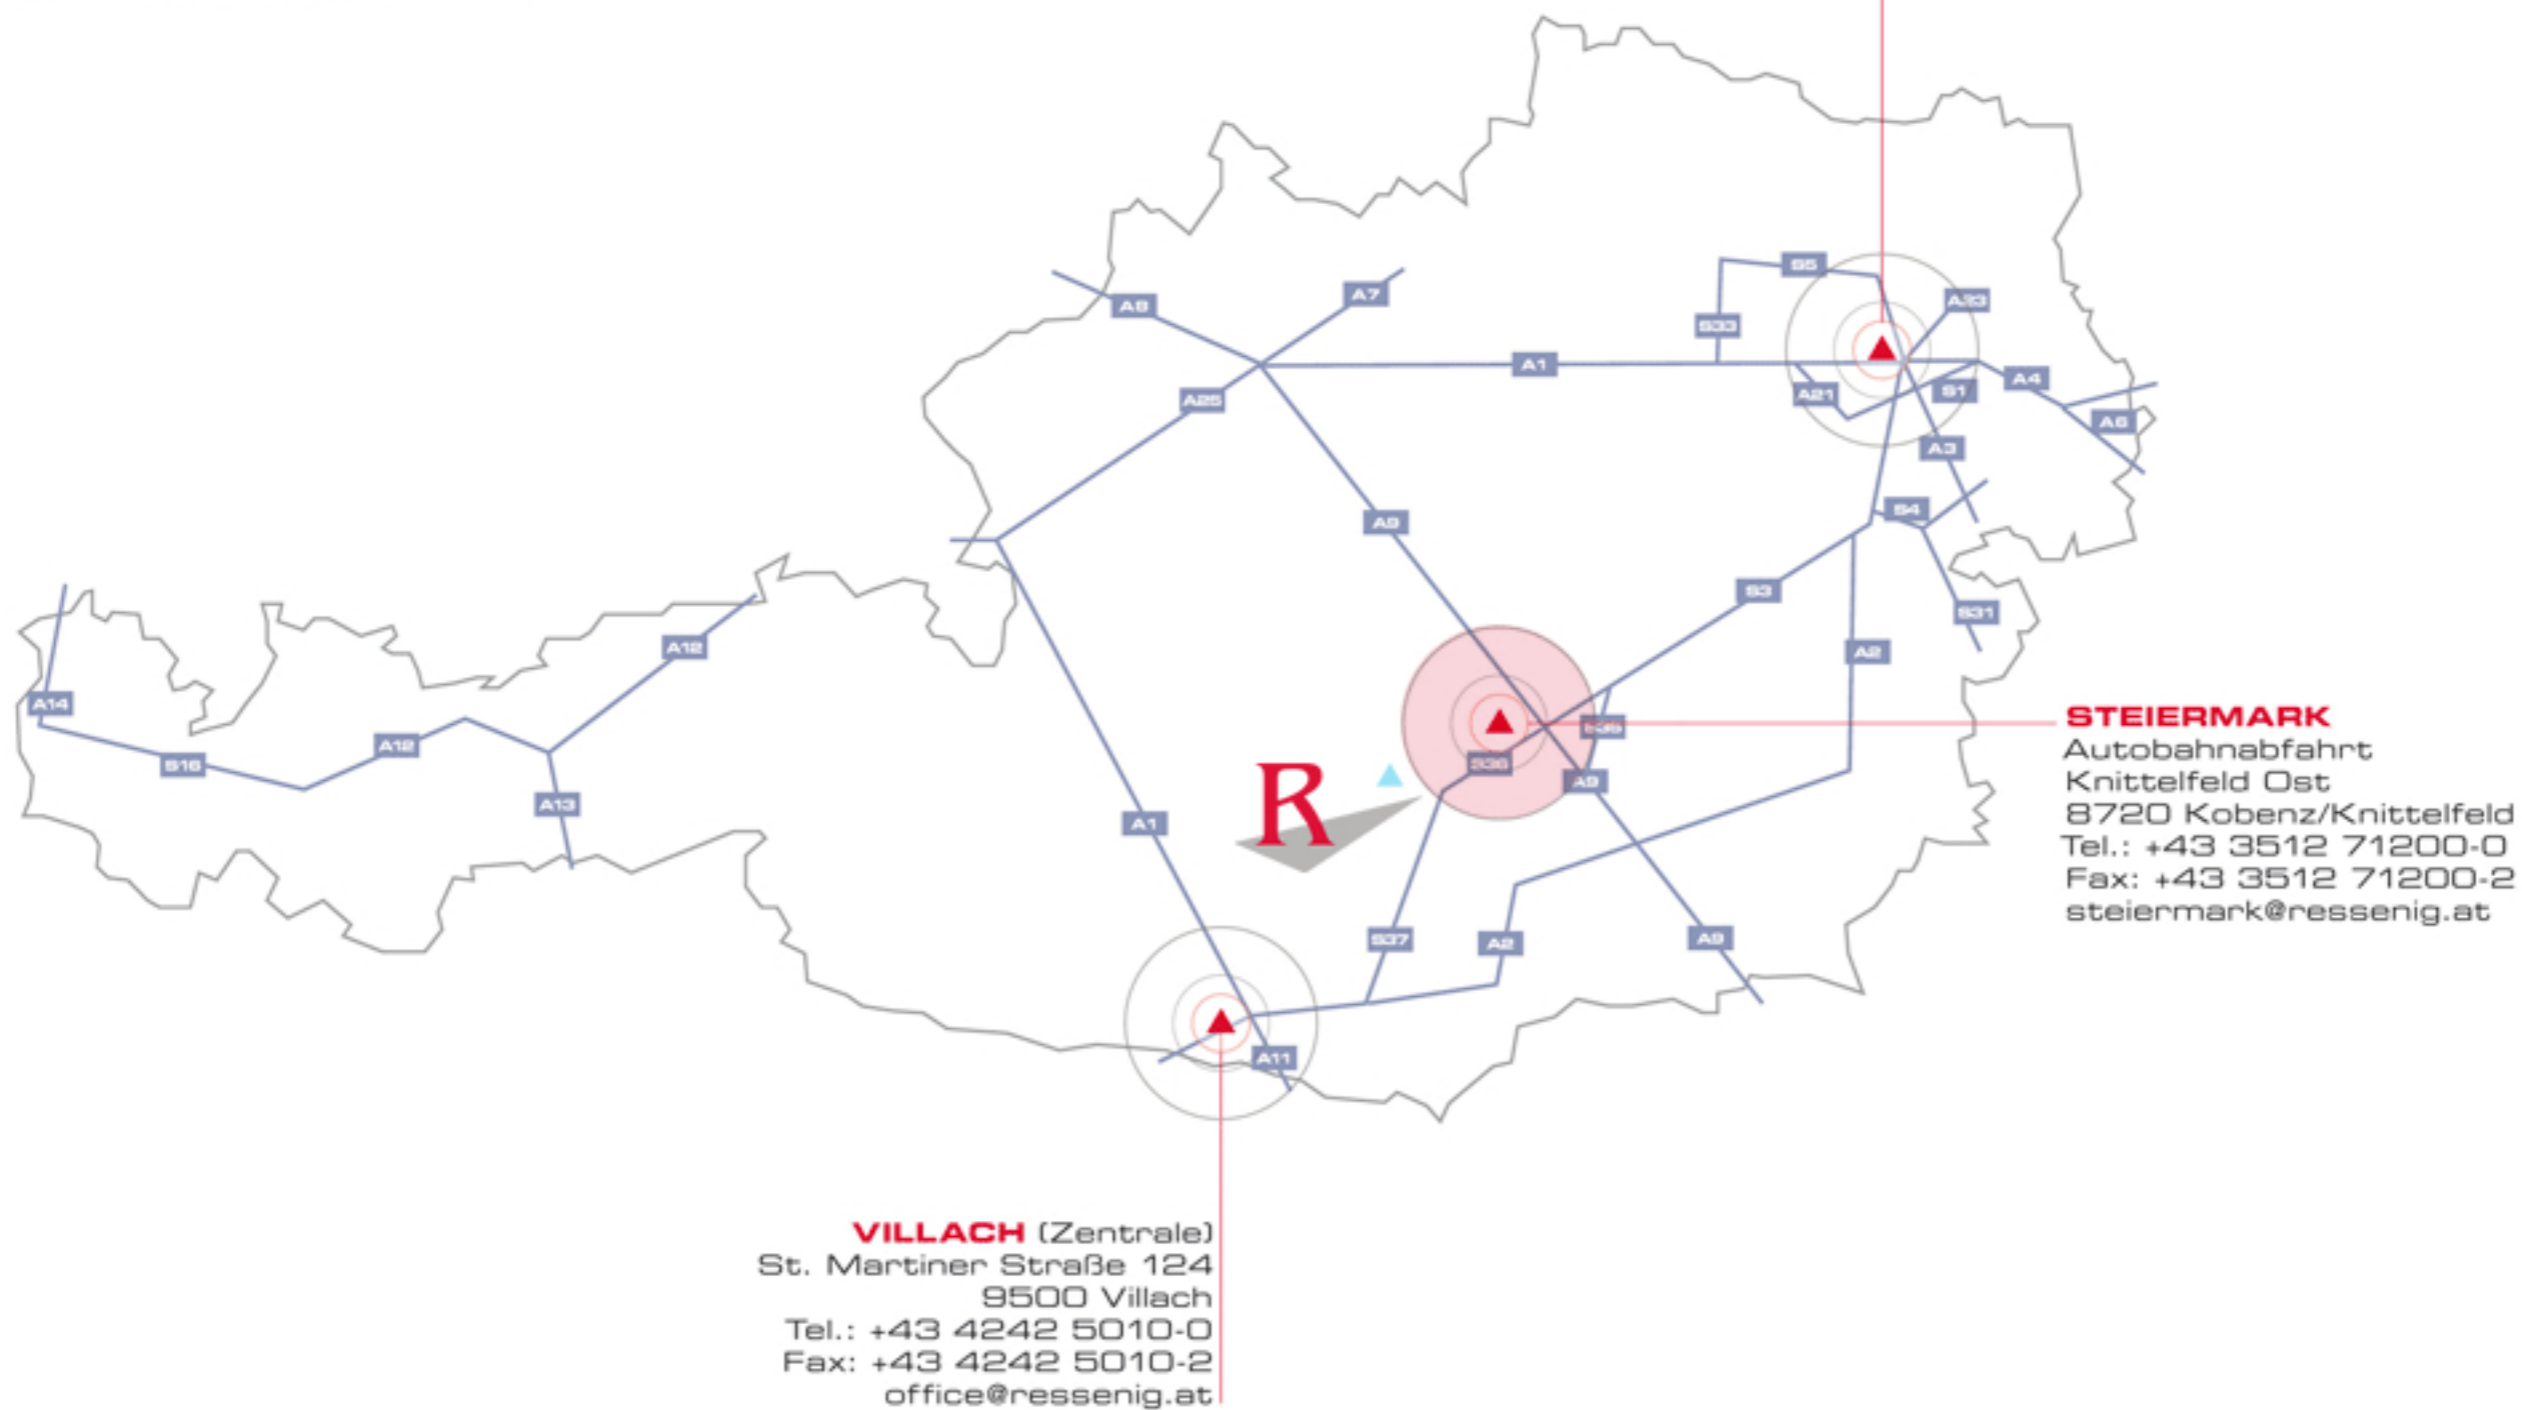 S5
A23
A7
A8
S33
A1
A4
S1
A21
A25
A6
A3
S4
A9
S3
S31
A12
A2
A14
STEIERMARK
S35
Autobahnabfahrt
A12
S16
S36
Knittelfeld Ost
A9
R
A13
8720 Kobenz/Knittelfeld
A1
Tel.: +43 3512 71200-0
Fax: +43 3512 71200-2
steiermark@ressenig.at
S37
A2
A9
A11
VILLACH (Zentrale)
St. Martiner Straße 124
9500 Villach
Tel.: +43 4242 5010-0
Fax: +43 4242 5010-2
office@ressenig.at